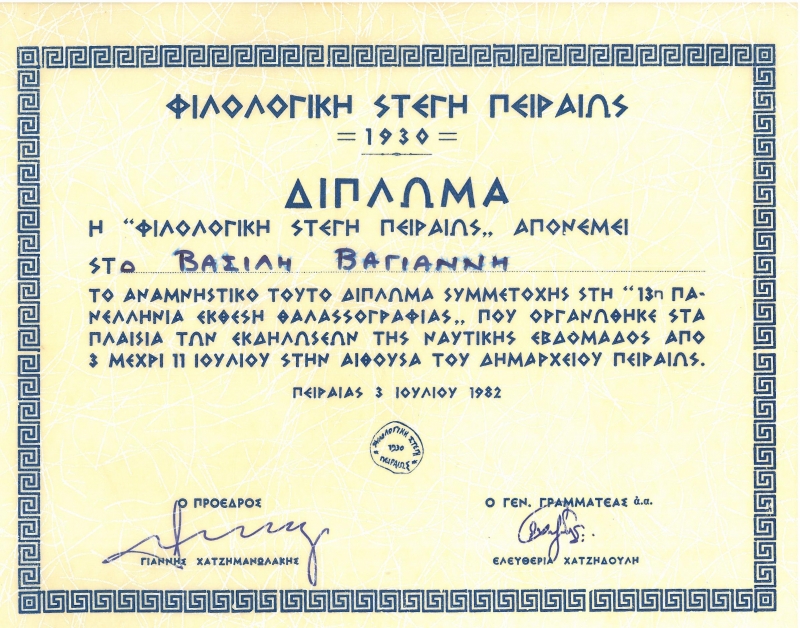 ΦΙΛΟΛΟΓΙΚΗ ΣΤΕΓΗ ΠΕΙΡΑΙΩΣ
=1930=
ΔΙΠΛΩΜΑ
Η "ΦΙΛΟΛΟΓΙΚΗ ΣΤΕΓΗ ΠΕΙΡΑΙΩΣ,, ΑΠΟΝΕΜΕΙ
ΣΤΟ ΒΑΣΙΛΗ ΒΑΓΙΑΝΝΗ
ΤΟ ΑΝΑΜΝΗΣΤΙΚΟ ΤΟΥΤΟ ΔΙΠΛΩΜΑ ΣΥΜΜΕΤΟΧΗΣ ΣΤΗ "13η ΠΑ-
ΝΕΛΛΗΝΙΑ ΕΚΘΕΣΗ ΘΑΛΑΣΣΟΓΡΑΦΙΑΣ,, ΠΟΥ ΟΡΓΑΝΩΘΗΚΕ ΣΤΑ
ΠΛΑΙΣΙΑ ΤΩΝ ΕΚΔΗΛΩΣΕΩΝ ΤΗΣ ΝΑΥΤΙΚΗΣ ΕΒΔΟΜΑΔΟΣ ΑΠΟ
3 ΜΕΧΡΙ 11 ΙΟΥΛΙΟΥ ΣΤΗΝ ΑΙΘΟΥΣΑ ΤΟΥ ΔΗΜΑΡΧΕΙΟΥ ΠΕΙΡΑΙΩΣ.
ΠΕΙΡΑΙΑΣ 3 ΙΟΥΛΙΟΥ 1982
ΦΙΛΟΛΟΓΙΚΗ ΣΤΕΓΗ
1930
ΠΕΙΡΑΙΩΣ
Ο ΠΡΟΕΔΡΟΣ
ΓΙΑΝΝΗΣ ΧΑΤΖΗΜΑΝΩΛΑΚΗΣ
Ο ΓΕΝ. ΓΡΑΜΜΑΤΕΑΣ ἀ.α.
ΕΛΕΥΘΕΡΙΑ ΧΑΤΖΗΔΟΥΛΗ